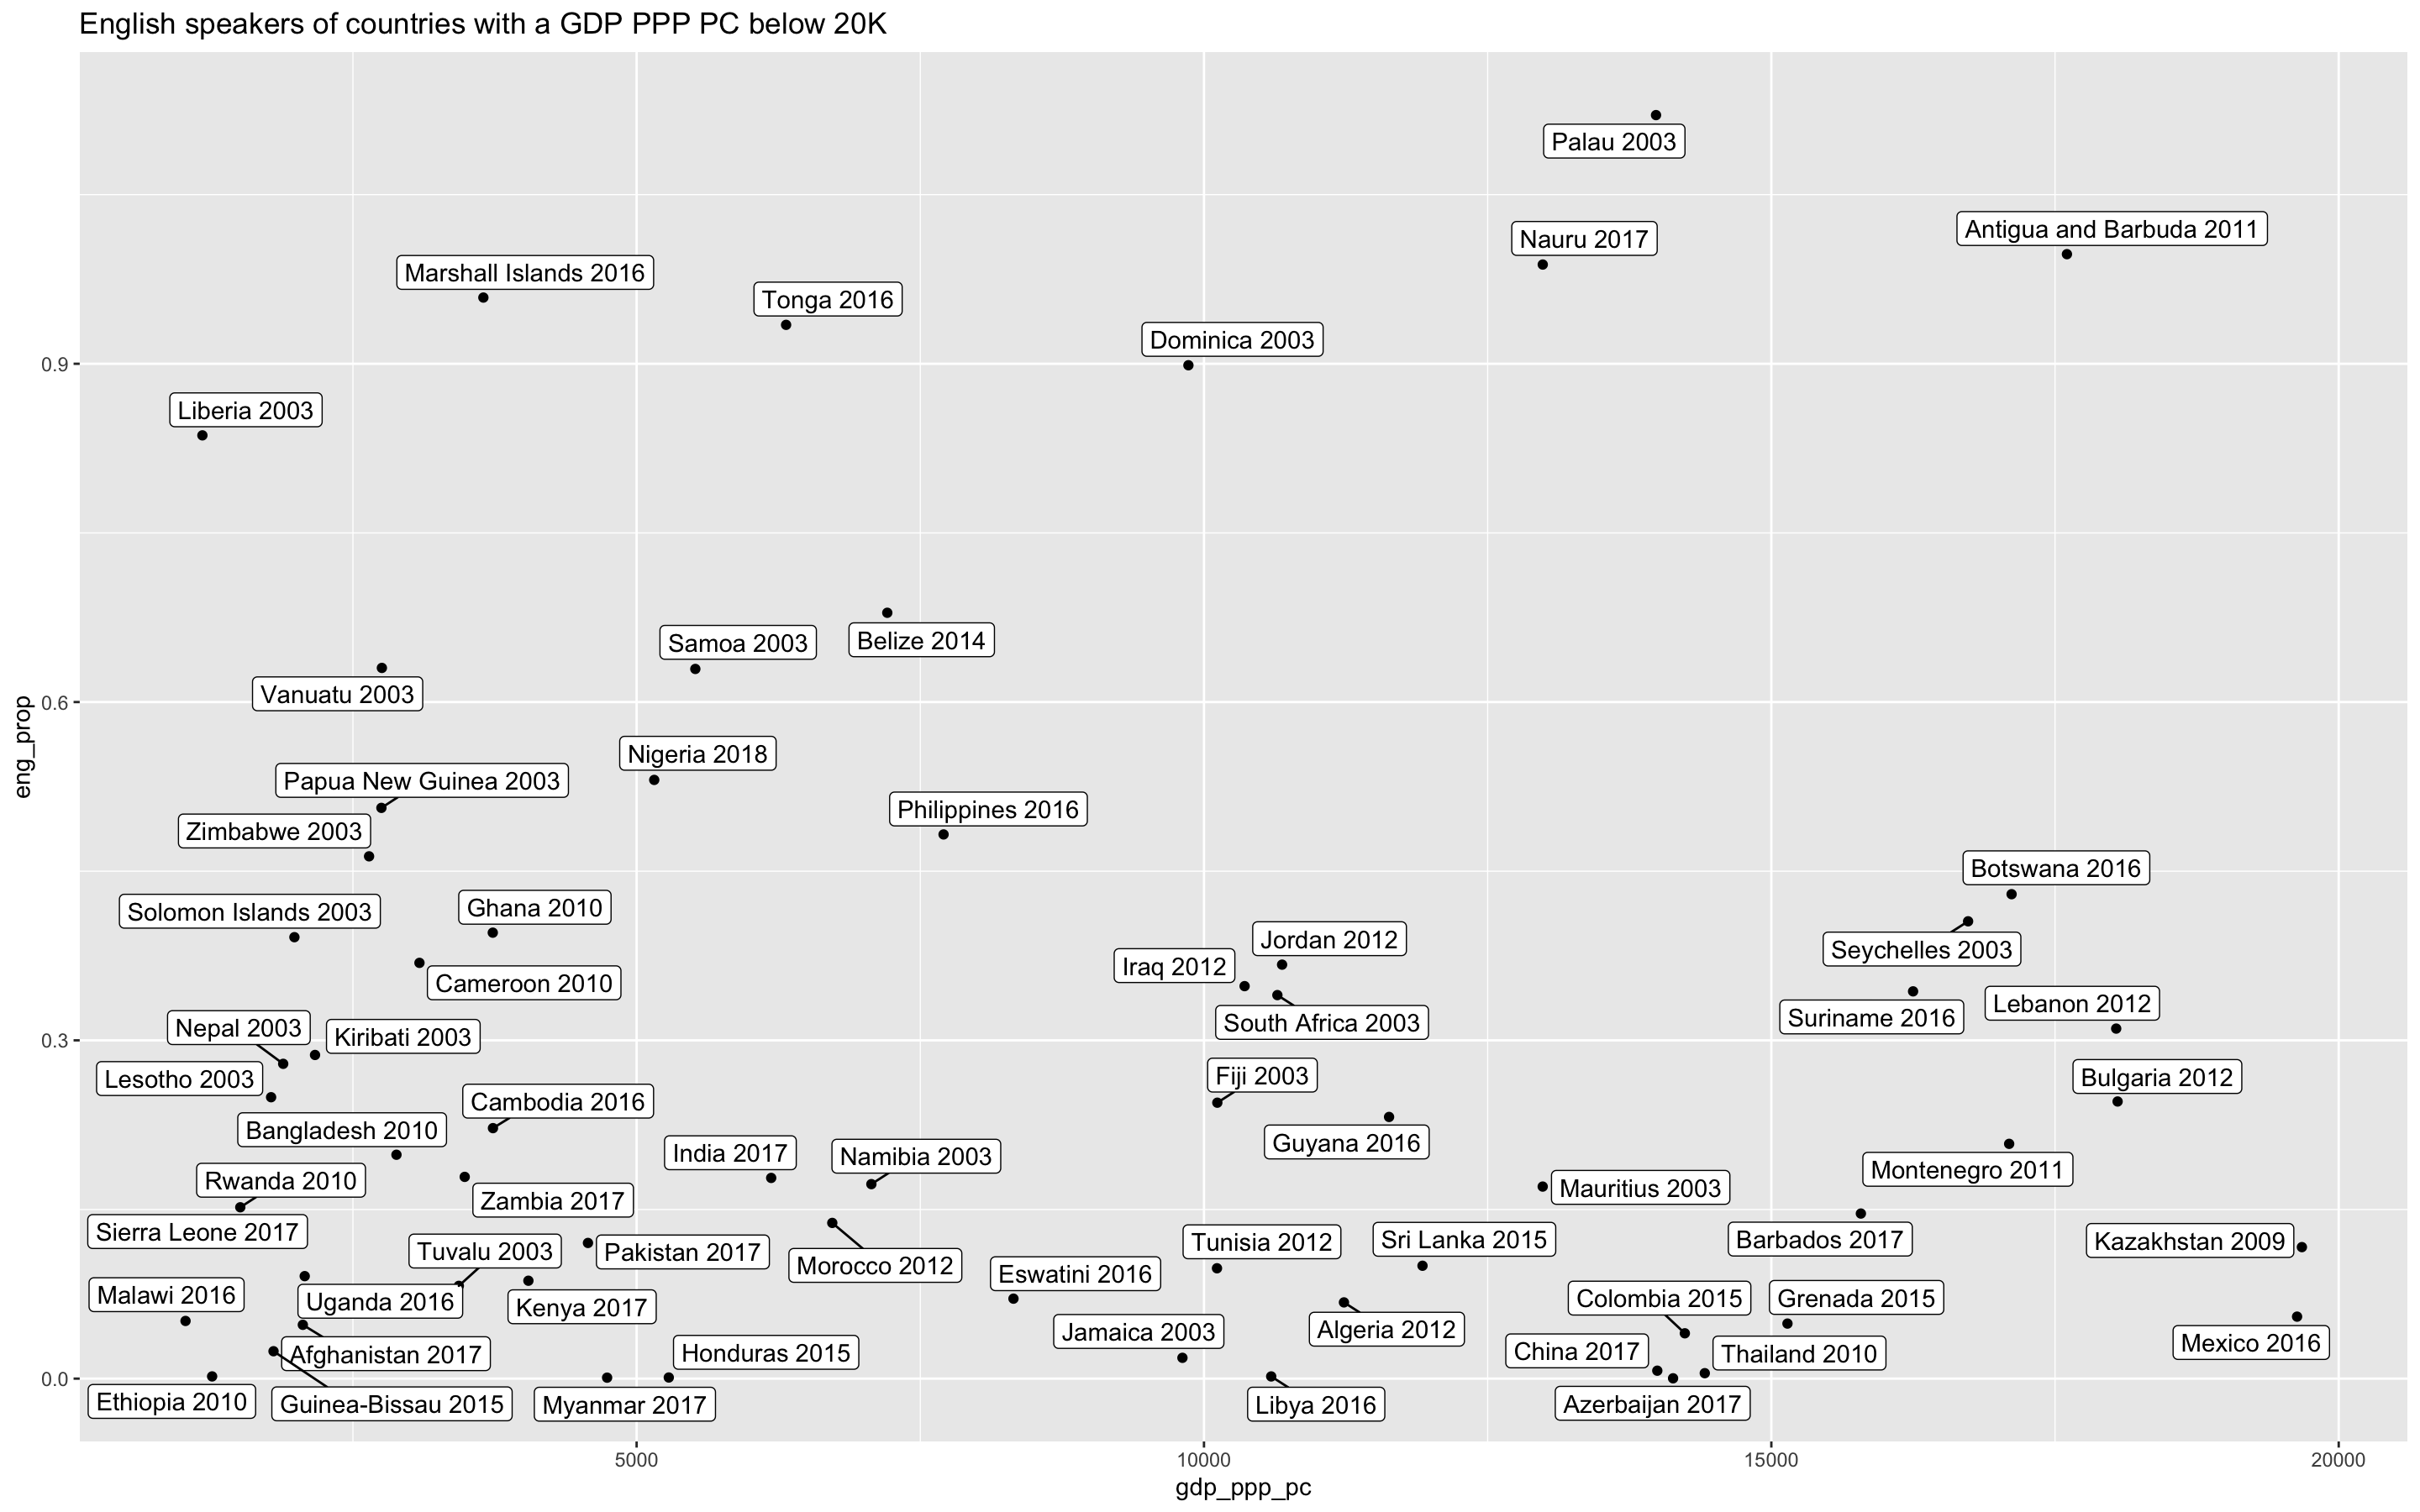 English speakers of countries with a GDP PPP PC below 20K
Palau 2003
Antigua and Barbuda 2011
Nauru 2017
Marshall Islands 2016
Tonga 2016
Dominica 2003
0.9
Liberia 2003
Samoa 2003
Belize 2014
Vanuatu 2003
0.6
eng_prop
Nigeria 2018
Papua New Guinea 2003
Philippines 2016
Zimbabwe 2003
Botswana 2016
Ghana 2010
Solomon Islands 2003
Jordan 2012
Seychelles 2003
Iraq 2012
Cameroon 2010
Lebanon 2012
Suriname 2016
South Africa 2003
Nepal 2003
Kiribati 2003
0.3
Fiji 2003
Bulgaria 2012
Lesotho 2003
Cambodia 2016
Bangladesh 2010
Guyana 2016
India 2017
Namibia 2003
Montenegro 2011
Rwanda 2010
Mauritius 2003
Zambia 2017
Sierra Leone 2017
Barbados 2017
Sri Lanka 2015
Kazakhstan 2009
Tunisia 2012
Tuvalu 2003
Pakistan 2017
Morocco 2012
Eswatini 2016
Malawi 2016
Colombia 2015
Grenada 2015
Uganda 2016
Kenya 2017
Algeria 2012
Jamaica 2003
Mexico 2016
China 2017
Honduras 2015
Thailand 2010
Afghanistan 2017
0.0
Ethiopia 2010
Guinea-Bissau 2015
Myanmar 2017
Libya 2016
Azerbaijan 2017
5000
10000
15000
20000
gdp_ppp_pc